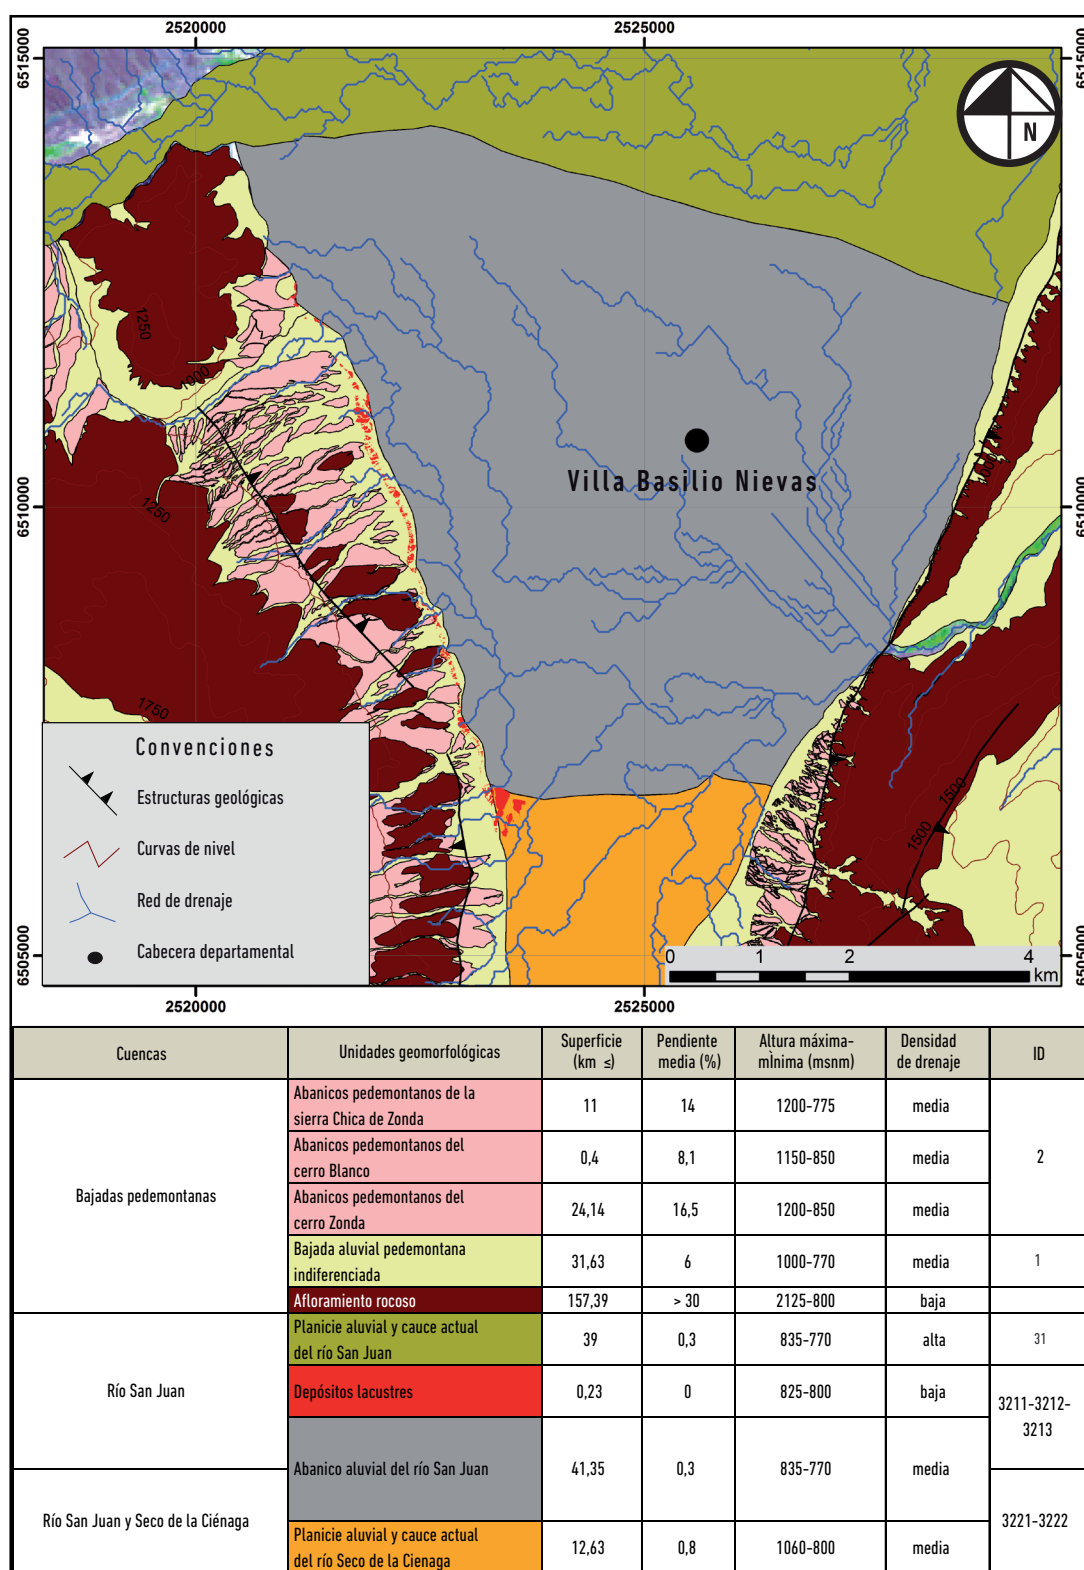 2520000
2525000
6515000
6515000
N
1250
1000
1250
1000
Villa Basilio Nievas
6510000
6510000
1750
1500
1500
Convenciones
Estructuras geológicas
Curvas de nivel
Red de drenaje
Cabecera departamental
0 1 2 4
km
6505000
6505000
2520000
2525000
Cuencas
Unidades geomorfológicas
Superficie
(km ≤)
Pendiente
media (%)
Altura máxima-
mÌnima (msnm)
Densidad
de drenaje
ID
Bajadas pedemontanas
Abanicos pedemontanos de la
sierra Chica de Zonda
11
14
1200-775
media
2
Abanicos pedemontanos del
cerro Blanco
0,4
8,1
1150-850
media
Abanicos pedemontanos del
cerro Zonda
24,14
16,5
1200-850
media
Bajada aluvial pedemontana
indiferenciada
31,63
6
1000-770
media
1
Afloramiento rocoso
157,39
> 30
2125-800
baja
Río San Juan
Planicie aluvial y cauce actual
del río San Juan
39
0,3
835-770
alta
31
Depósitos lacustres
0,23
0
825-800
baja
3211-3212-
3213
Abanico aluvial del río San Juan
41,35
0,3
835-770
media
Río San Juan y Seco de la Ciénaga
3221-3222
Planicie aluvial y cauce actual
del río Seco de la Cienaga
12,63
0,8
1060-800
media